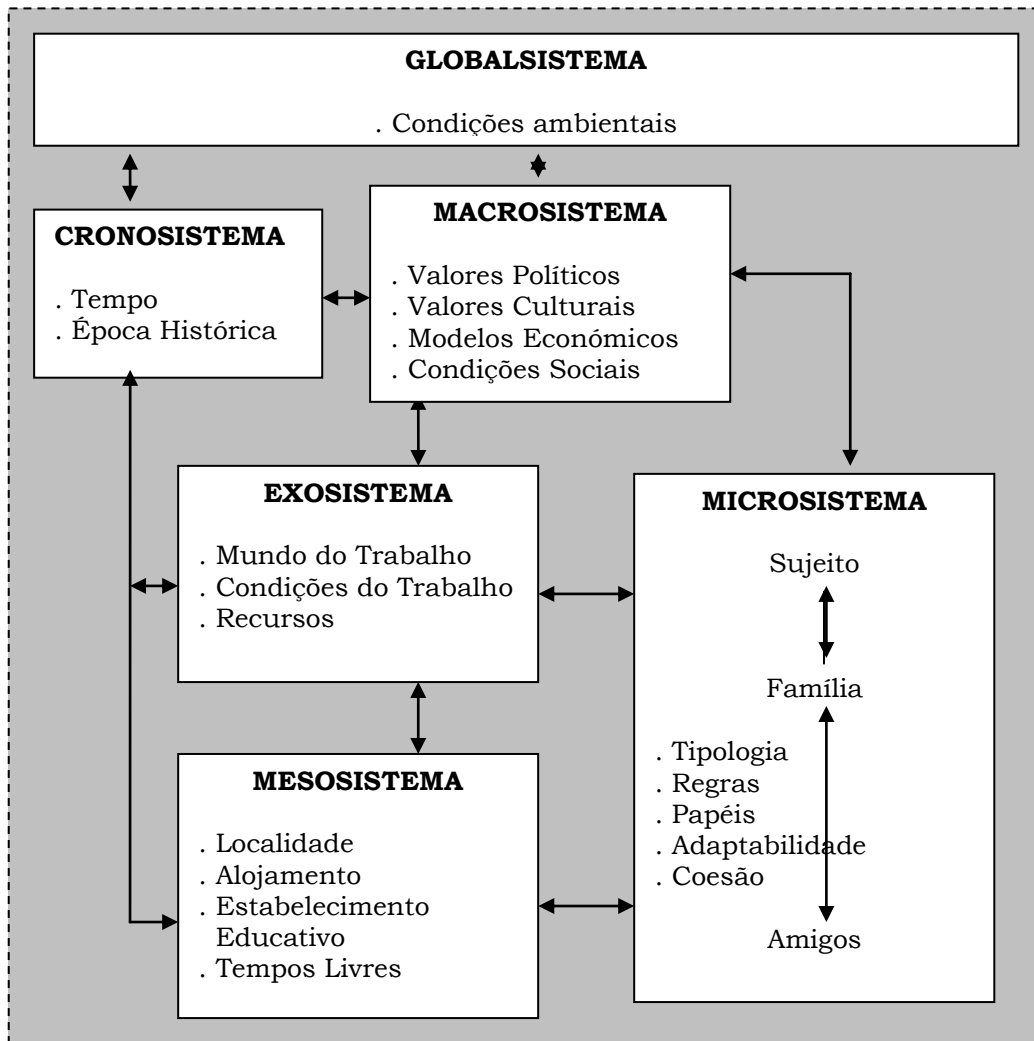 GLOBALSISTEMA
. Condições ambientais
CRONOSISTEMA
. Tempo
. Época Histórica
MACROSISTEMA
. Valores Políticos
. Valores Culturais
. Modelos Económicos
. Condições Sociais
EXOSISTEMA
. Mundo do Trabalho
. Condições do Trabalho
. Recursos
MESOSISTEMA
. Localidade
. Alojamento
. Estabelecimento
Educativo
. Tempos Livres
MICROSISTEMA
Sujeito
Família
. Tipologia
. Regras
. Papéis
. Adaptabilidade
. Coesão
Amigos